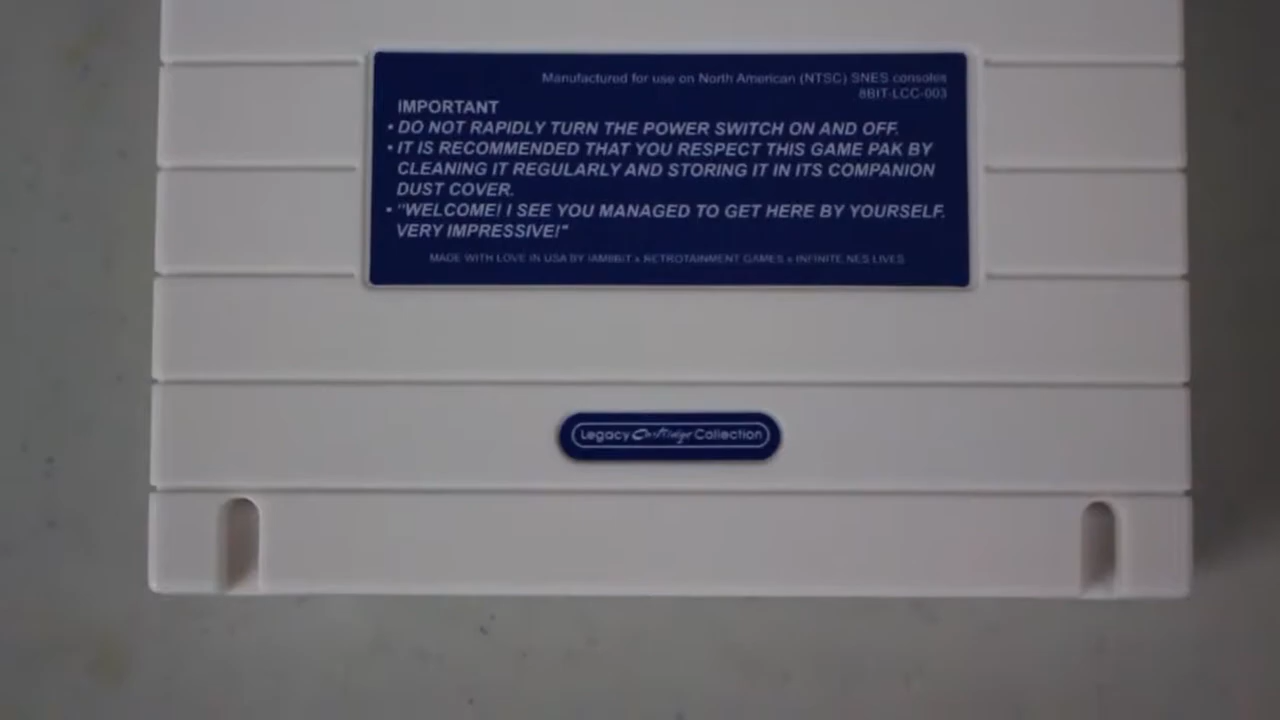 Manufactured for use on North American (NTSC) SNES consoles
8BIT-LCC-003
IMPORTANT
• DO NOT RAPIDLY TURN THE POWER SWITCH ON AND OFF.
• IT IS RECOMMENDED THAT YOU RESPECT THIS GAME PAK BY
CLEANING IT REGULARLY AND STORING IT IN ITS COMPANION
DUST COVER.
• "WELCOME! I SEE YOU MANAGED TO GET HERE BY YOURSELF.
VERY IMPRESSIVE!"
MADE WITH LOVE IN USA BY IAM8BIT x RETROTAINMENT GAMES x INFINITE NES LIVES
Legacy Cartridge Collection